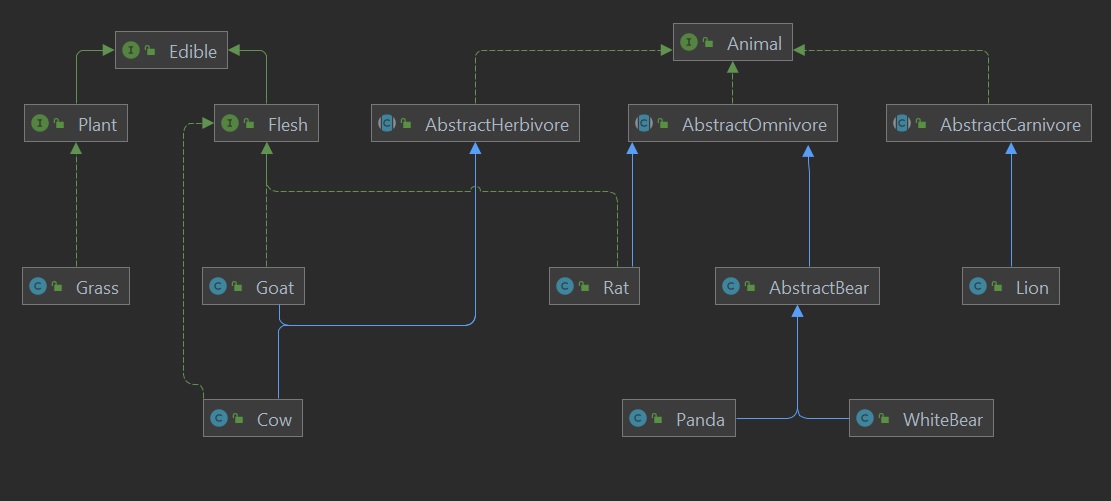 I Edible
I Animal
I Plant
I Flesh
C AbstractHerbivore
C AbstractOmnivore
C AbstractCarnivore
C Grass
C Goat
C Rat
C AbstractBear
C Lion
C Cow
C Panda
C WhiteBear